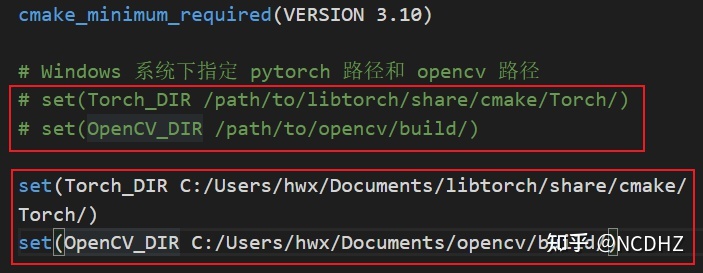 cmake_minimum_required(VERSION 3.10)
# Windows 系统下指定 pytorch 路径和 opencv 路径
# set(Torch_DIR /path/to/libtorch/share/cmake/Torch/)
# set(OpenCV_DIR /path/to/opencv/build/)
set(Torch_DIR C:/Users/hwx/Documents/libtorch/share/cmake/
Torch/)
set(OpenCV_DIR C:/Users/hwx/Documents/opencv/build/)
知乎 @NCDHZ